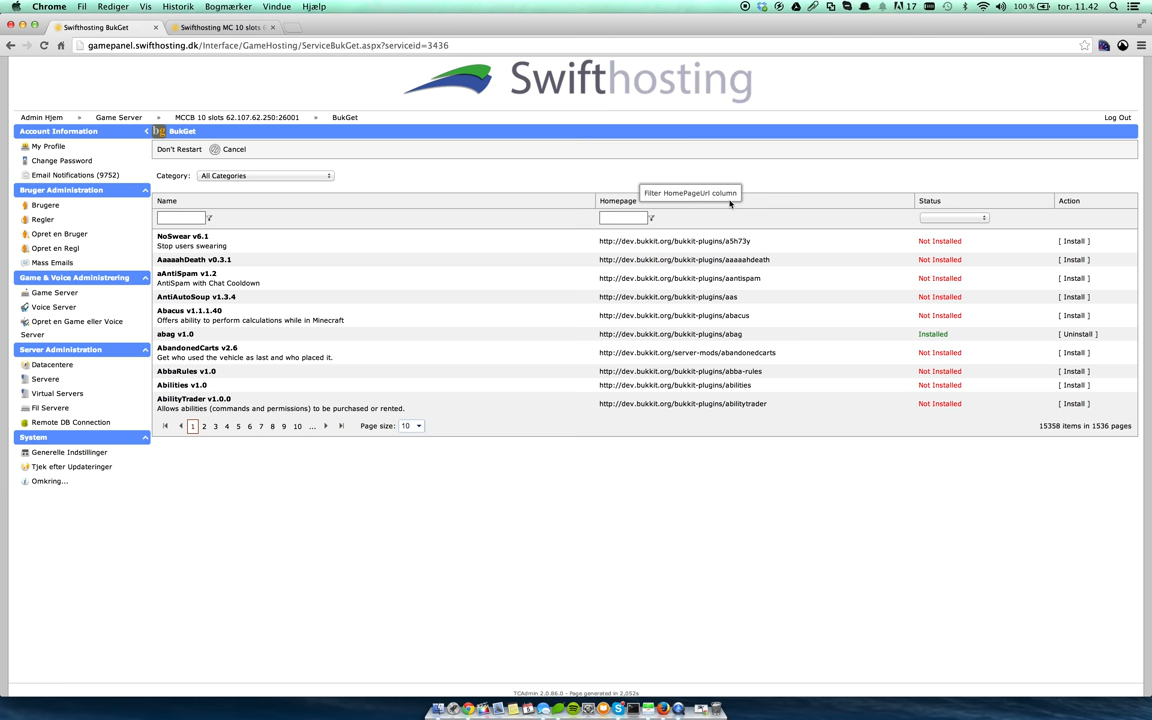 Chrome Fil Rediger Vis Historik Bogmærker Vindue Hjælp 17 100 % tor. 11.42
Swifthosting BukGet × Swifthosting MC 10 slots ×
gamepanel.swifthosting.dk/Interface/GameHosting/ServiceBukGet.aspx?serviceid=3436
Swifthosting
Admin Hjem » Game Server » MCCB 10 slots 62.107.62.250:26001 » BukGet Log Out
Account Information
My Profile
Change Password
Email Notifications (9752)
Bruger Administration
Brugere
Regler
Opret en Bruger
Opret en Regl
Mass Emails
Game & Voice Administrering
Game Server
Voice Server
Opret en Game eller Voice
Server
Server Administration
Datacentere
Servere
Virtual Servers
Fil Servere
Remote DB Connection
System
Generelle Indstillinger
Tjek efter Updateringer
Omkring...
bg BukGet
Don't Restart Cancel
Category: All Categories
Filter HomePageUrl column
Name Homepage Status Action
NoSwear v6.1
Stop users swearing
http://dev.bukkit.org/bukkit-plugins/a5h73y Not Installed [ Install ]
AaaaahDeath v0.3.1 http://dev.bukkit.org/bukkit-plugins/aaaaahdeath Not Installed [ Install ]
aAntiSpam v1.2
AntiSpam with Chat Cooldown
http://dev.bukkit.org/bukkit-plugins/aantispam Not Installed [ Install ]
AntiAutoSoup v1.3.4 http://dev.bukkit.org/bukkit-plugins/aas Not Installed [ Install ]
Abacus v1.1.1.40
Offers ability to perform calculations while in Minecraft
http://dev.bukkit.org/bukkit-plugins/abacus Not Installed [ Install ]
abag v1.0 http://dev.bukkit.org/bukkit-plugins/abag Installed [ Uninstall ]
AbandonedCarts v2.6
Get who used the vehicle as last and who placed it.
http://dev.bukkit.org/server-mods/abandonedcarts Not Installed [ Install ]
AbbaRules v1.0 http://dev.bukkit.org/bukkit-plugins/abba-rules Not Installed [ Install ]
Abilities v1.0 http://dev.bukkit.org/bukkit-plugins/abilities Not Installed [ Install ]
AbilityTrader v1.0.0
Allows abilities (commands and permissions) to be purchased or rented.
http://dev.bukkit.org/bukkit-plugins/abilitytrader Not Installed [ Install ]
1 2 3 4 5 6 7 8 9 10 ... Page size: 10 15358 items in 1536 pages
TCAdmin 2.0.86.0 - Page generated in 2,052s